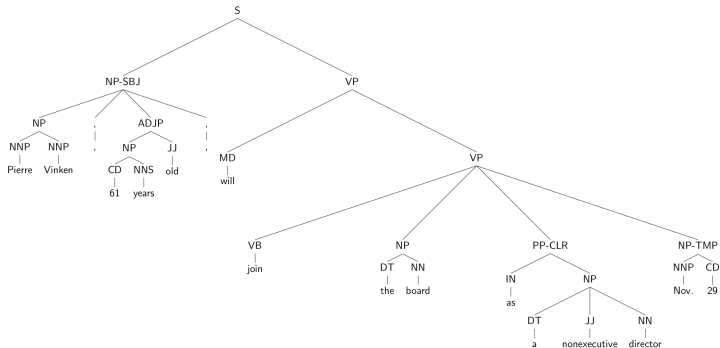 S
NP-SBJ VP
NP , ADJP ,
NNP NNP , NP JJ , MD VP
Pierre Vinken CD NNS old will
61 years
VB NP PP-CLR NP-TMP
join DT NN IN NP NNP CD
the board as Nov. 29
DT JJ NN
a nonexecutive director